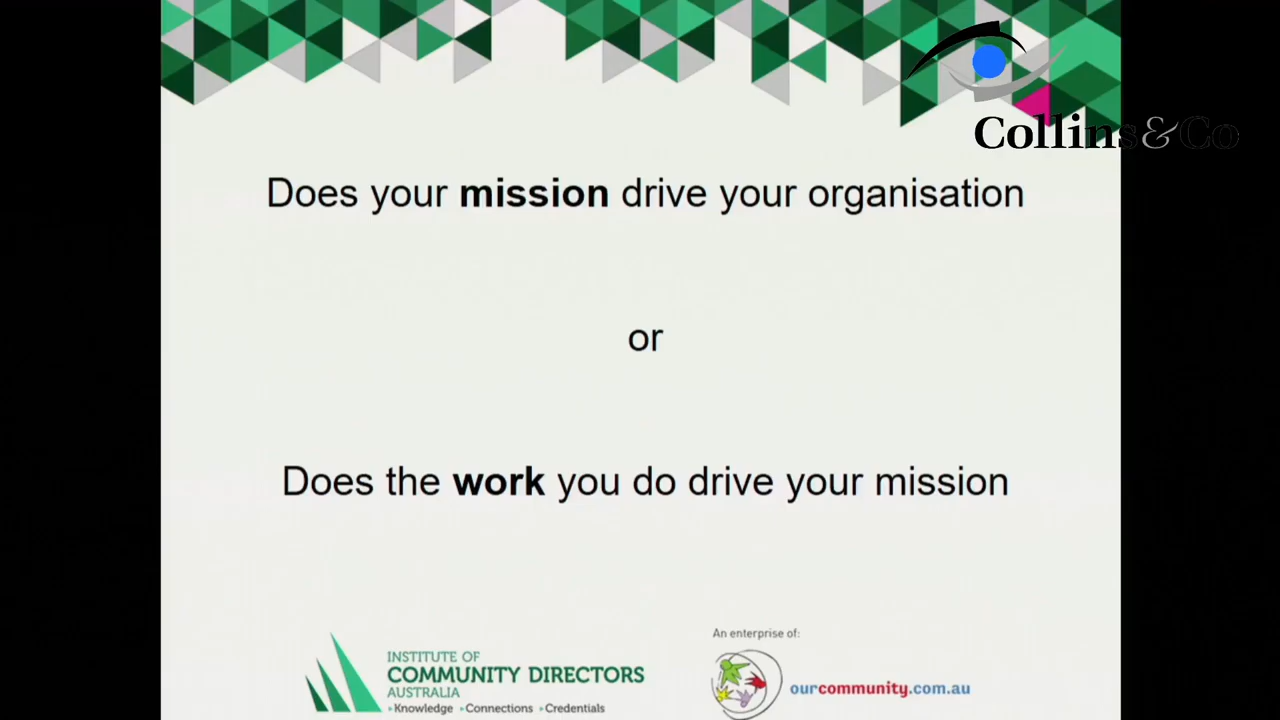 Collins&Co
Does your mission drive your organisation
or
Does the work you do drive your mission
An enterprise of:
INSTITUTE OF
COMMUNITY DIRECTORS
AUSTRALIA
Knowledge Connections Credentials
ourcommunity.com.au